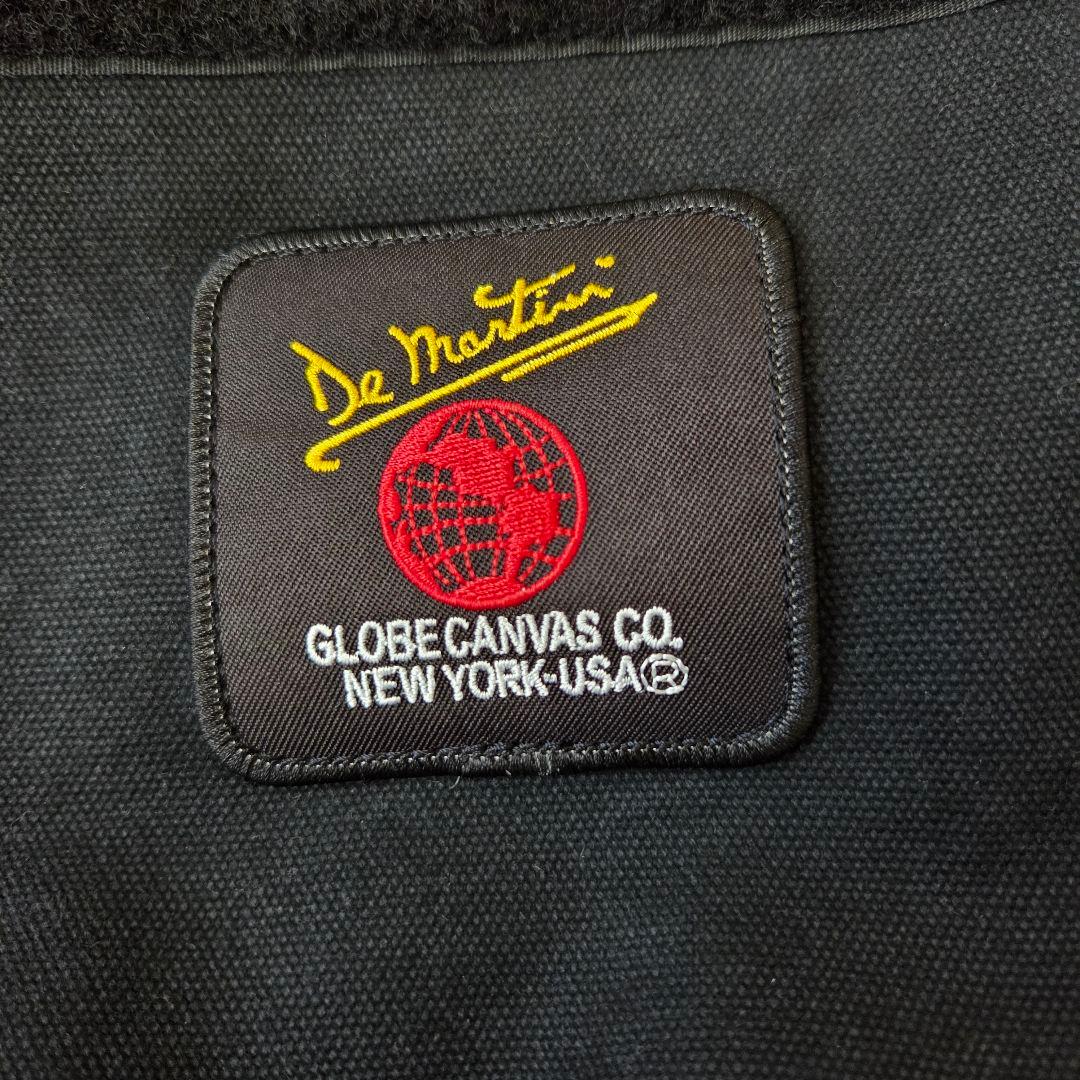 De Martini
GLOBE CANVAS CO.
NEW YORK-USA®